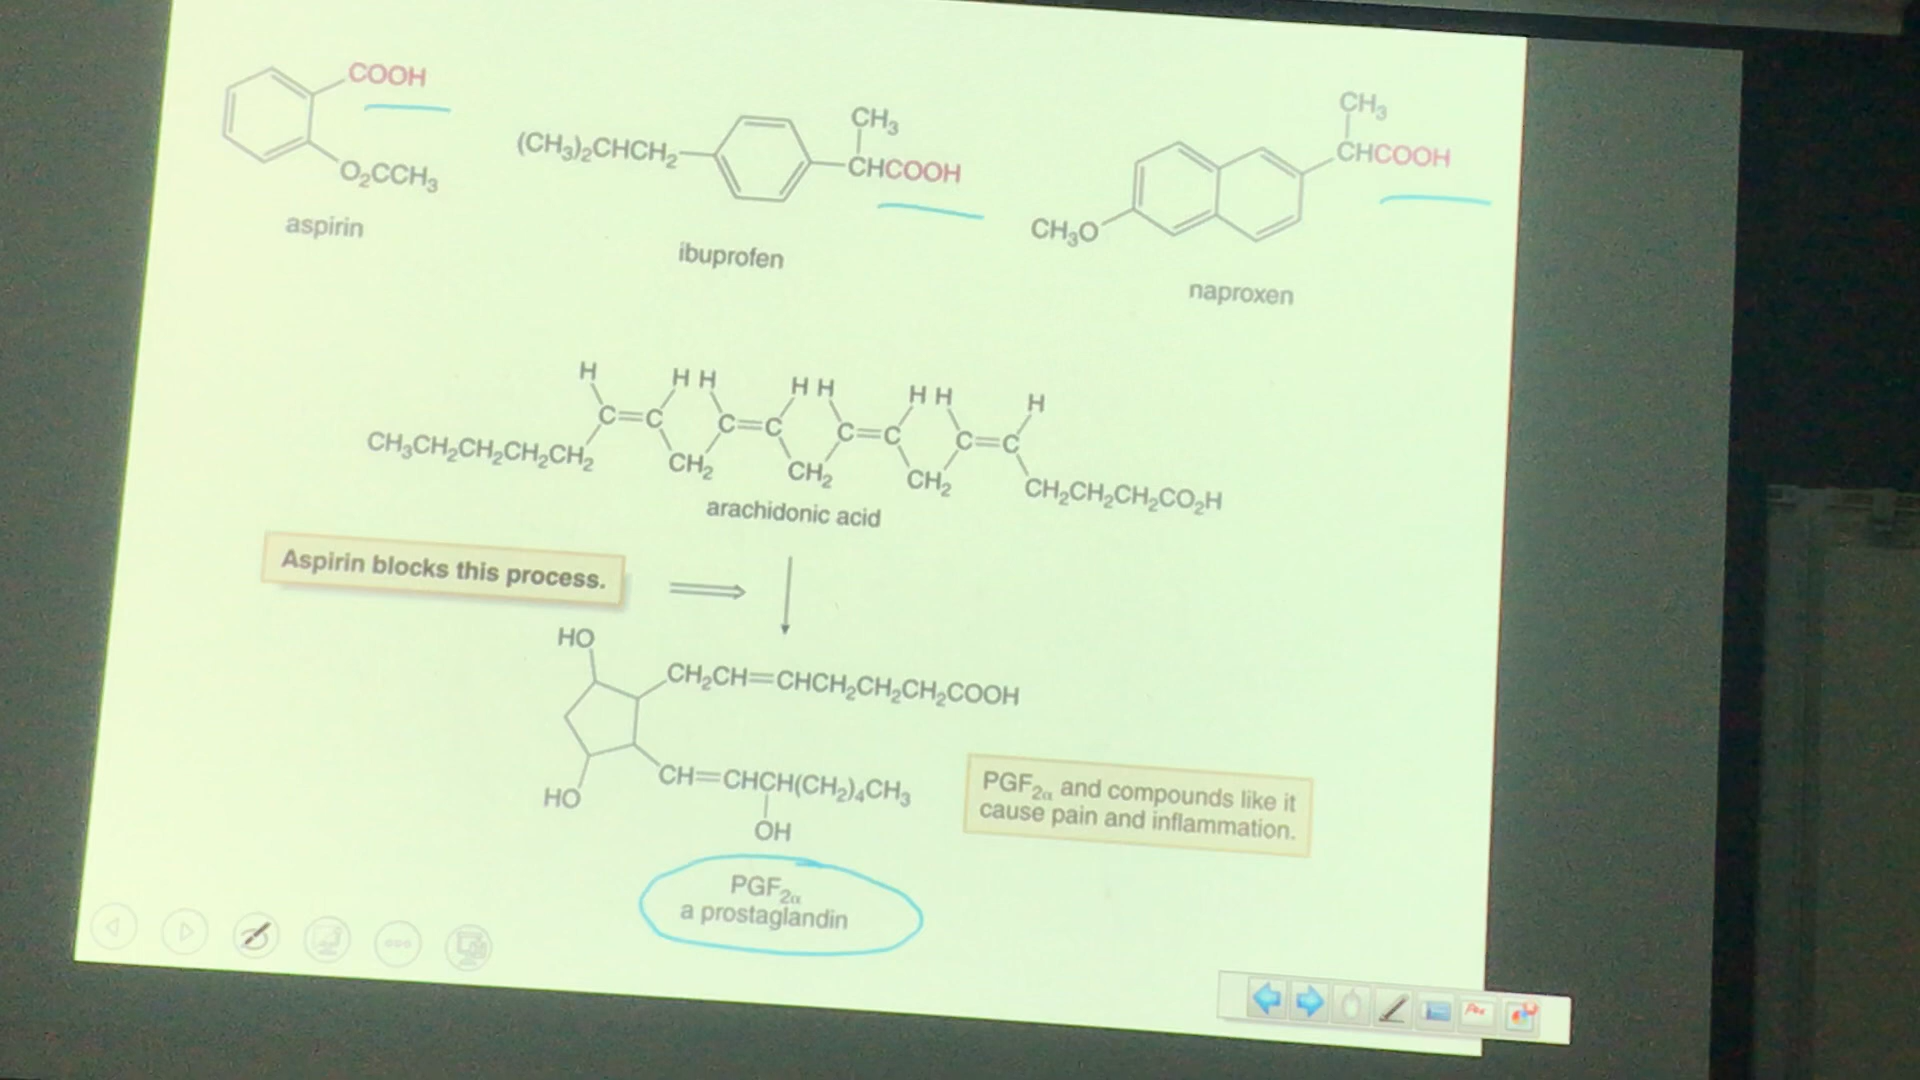 COOH
O₂CCH₃
aspirin
(CH₃)₂CHCH₂
CH₃
CHCOOH
ibuprofen
CH₃
CHCOOH
CH₃O
naproxen
H H H H H H H H
C=C C=C C=C C=C
CH₃CH₂CH₂CH₂CH₂ CH₂ CH₂ CH₂ CH₂CH₂CH₂CO₂H
arachidonic acid
Aspirin blocks this process.
HO
CH₂CH=CHCH₂CH₂CH₂COOH
CH=CHCH(CH₂)₄CH₃
HO
OH
PGF₂α and compounds like it
cause pain and inflammation.
PGF₂α
a prostaglandin